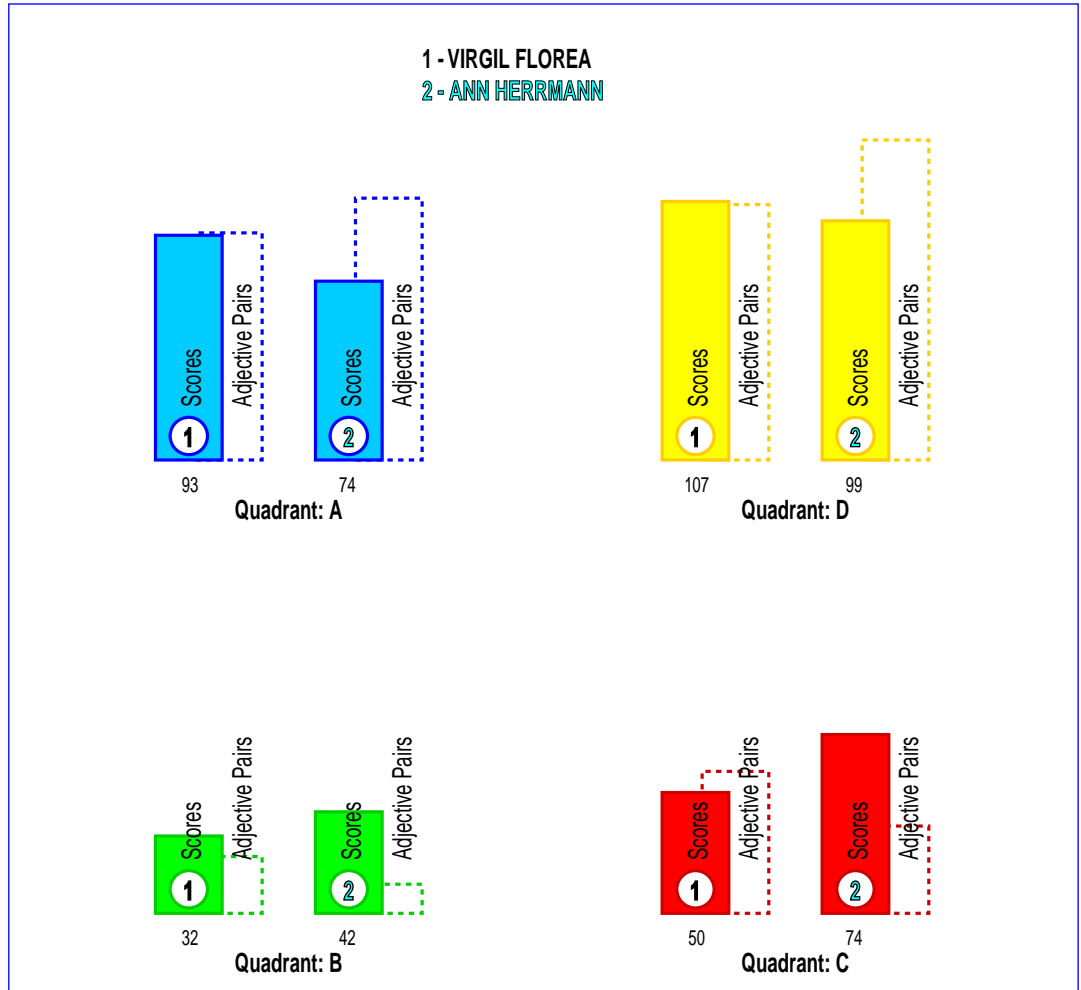 1 - VIRGIL FLOREA
2 - ANN HERRMANN
Scores
Adjective Pairs
Scores
Adjective Pairs
1
2
93
74
Quadrant: A
Scores
Adjective Pairs
Scores
Adjective Pairs
1
2
107
99
Quadrant: D
Scores
Adjective Pairs
Scores
Adjective Pairs
1
2
32
42
Quadrant: B
Scores
Adjective Pairs
Scores
Adjective Pairs
1
2
50
74
Quadrant: C